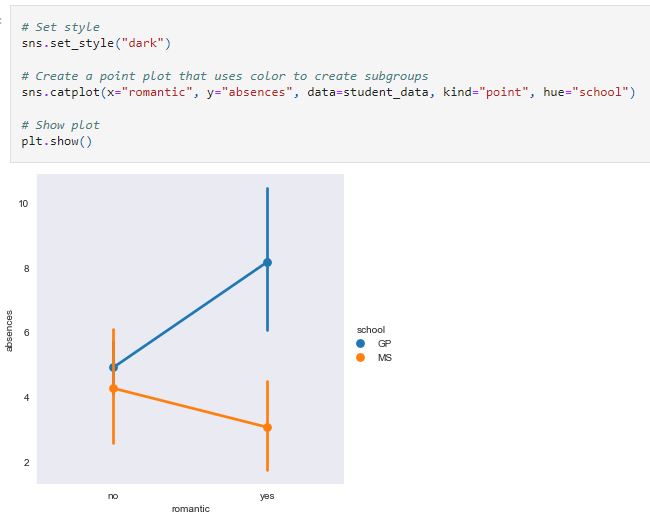 # Set style
sns.set_style("dark")
# Create a point plot that uses color to create subgroups
sns.catplot(x="romantic", y="absences", data=student_data, kind="point", hue="school")
# Show plot
plt.show()
10
8
6
4
2
absences
no yes
romantic
school
GP
MS